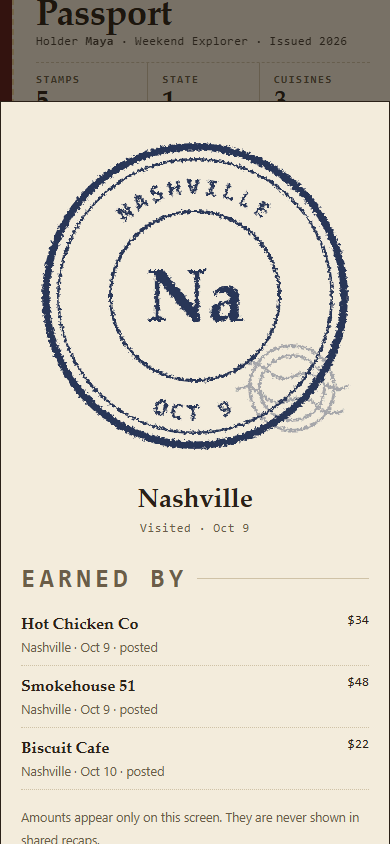 Passport
Holder Maya · Weekend Explorer · Issued 2026
STAMPS STATE CUISINES
5 1 3
NASHVILLE
Na
OCT 9
Nashville
Visited · Oct 9
EARNED BY
Hot Chicken Co $34
Nashville · Oct 9 · posted
Smokehouse 51 $48
Nashville · Oct 9 · posted
Biscuit Cafe $22
Nashville · Oct 10 · posted
Amounts appear only on this screen. They are never shown in
shared recaps.